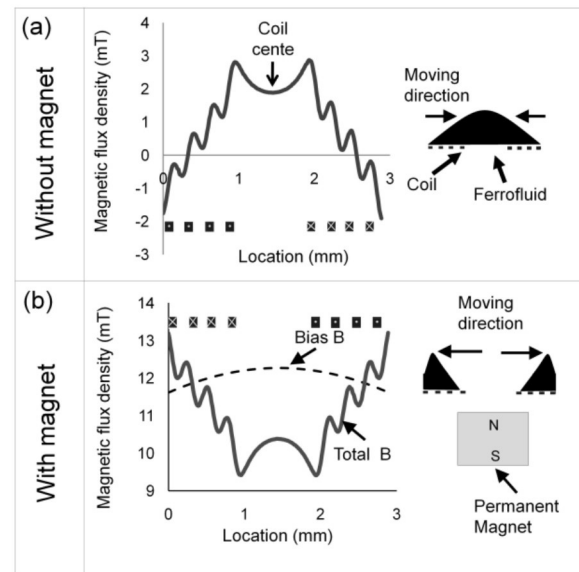 (a)
Without magnet
Magnetic flux density (mT)
4
3
2
1
0
-1
-2
-3
0
1
2
3
Location (mm)
Coil
cente
Moving
direction
Coil
Ferrofluid
(b)
With magnet
Magnetic flux density (mT)
14
13
12
11
10
9
0
1
2
3
Location (mm)
Bias B
Total B
Moving
direction
N
S
Permanent
Magnet